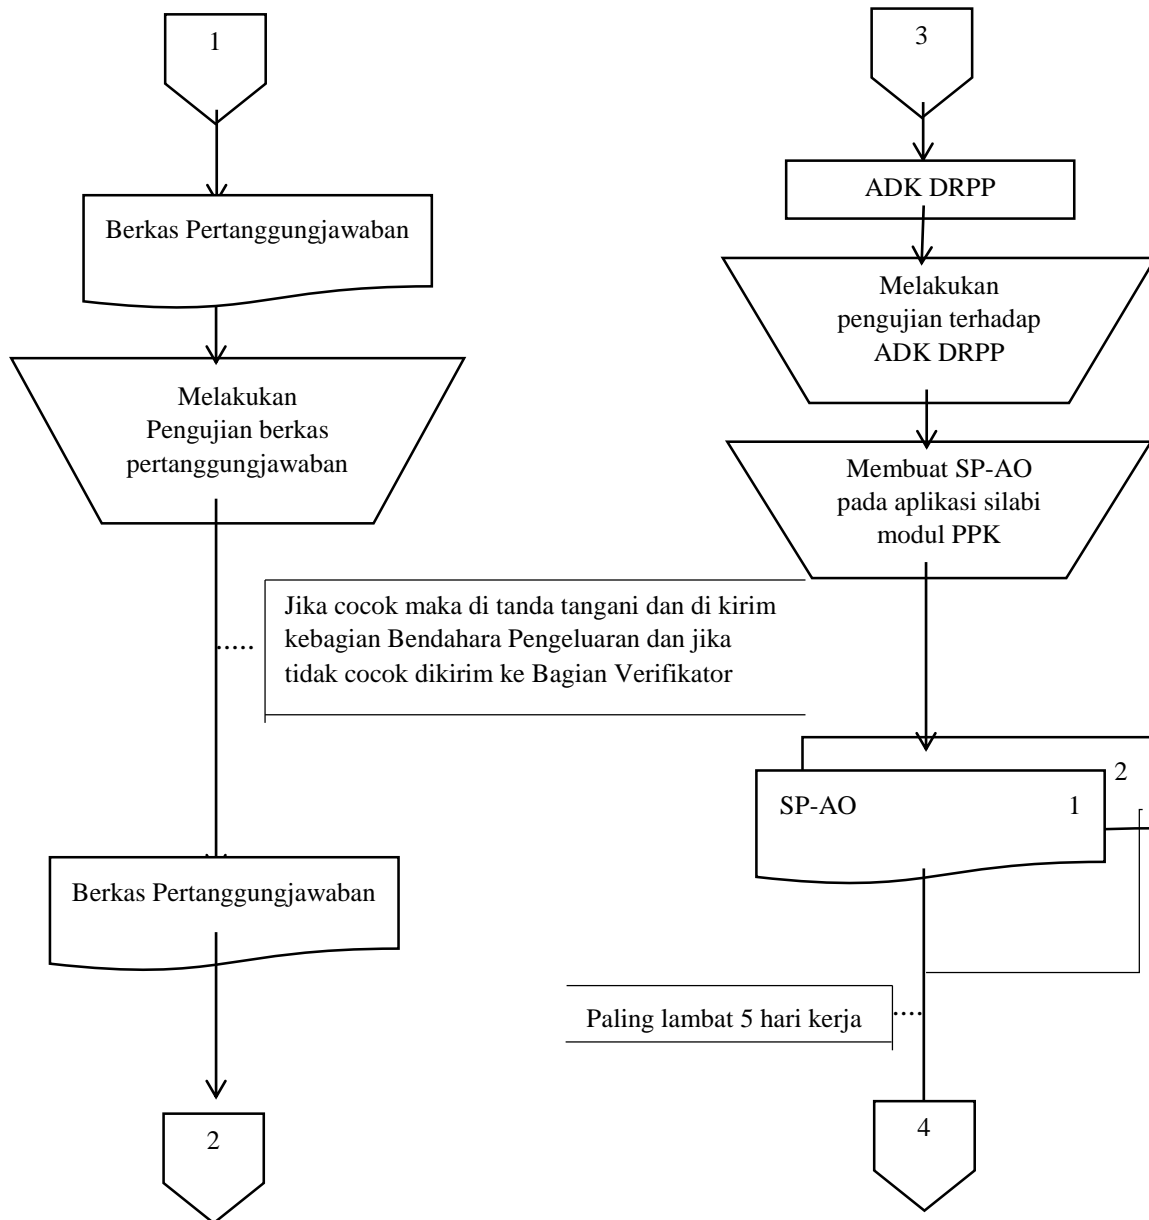 1
Berkas Pertanggungjawaban
Melakukan
Pengujian berkas
pertanggungjawaban
Jika cocok maka di tanda tangani dan di kirim
kebagian Bendahara Pengeluaran dan jika
tidak cocok dikirim ke Bagian Verifikator
Berkas Pertanggungjawaban
2
3
ADK DRPP
Melakukan
pengujian terhadap
ADK DRPP
Membuat SP-AO
pada aplikasi silabi
modul PPK
2
SP-AO 1
Paling lambat 5 hari kerja
4